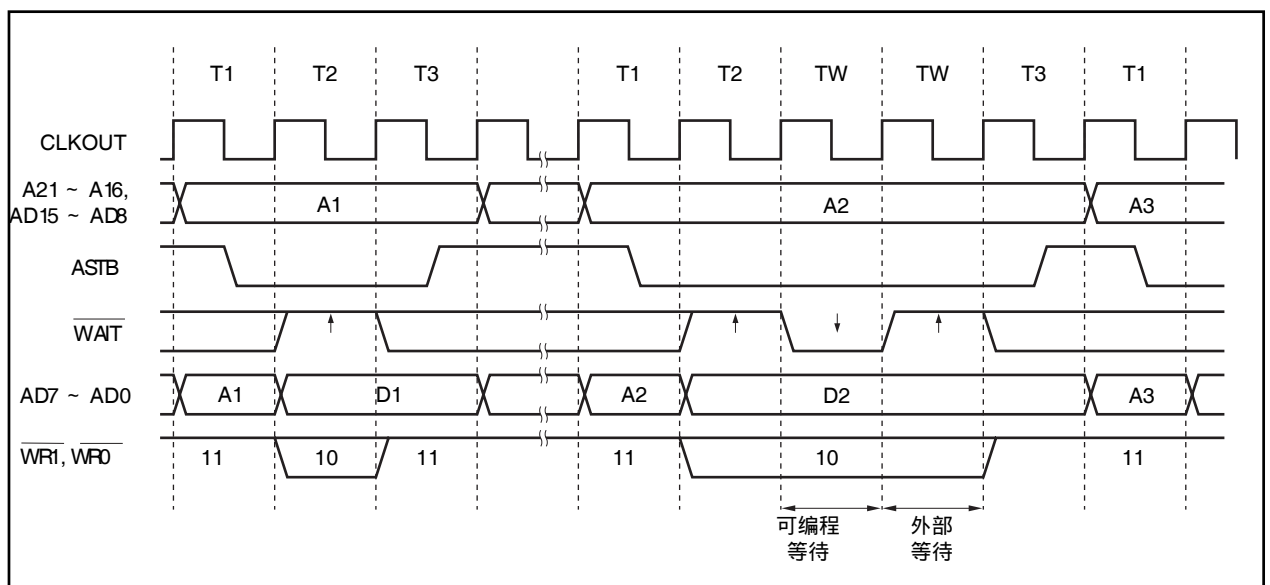 T1 T2 T3 T1 T2 TW TW T3 T1
CLKOUT
A21 ~ A16,
AD15 ~ AD8
A1 A2 A3
ASTB
WAIT
AD7 ~ AD0 A1 D1 A2 D2 A3
WR1, WR0 11 10 11 11 10 11
可编程 外部
等待 等待